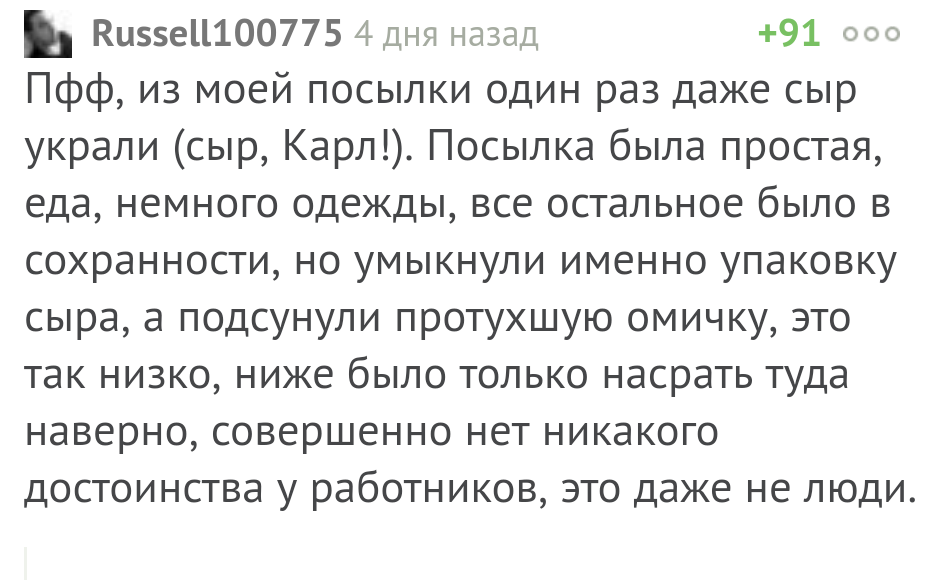 Russell100775 4 дня назад +91
Пфф, из моей посылки один раз даже сыр
украли (сыр, Карл!). Посылка была простая,
еда, немного одежды, все остальное было в
сохранности, но умыкнули именно упаковку
сыра, а подсунули протухшую омичку, это
так низко, ниже было только насрать туда
наверно, совершенно нет никакого
достоинства у работников, это даже не люди.